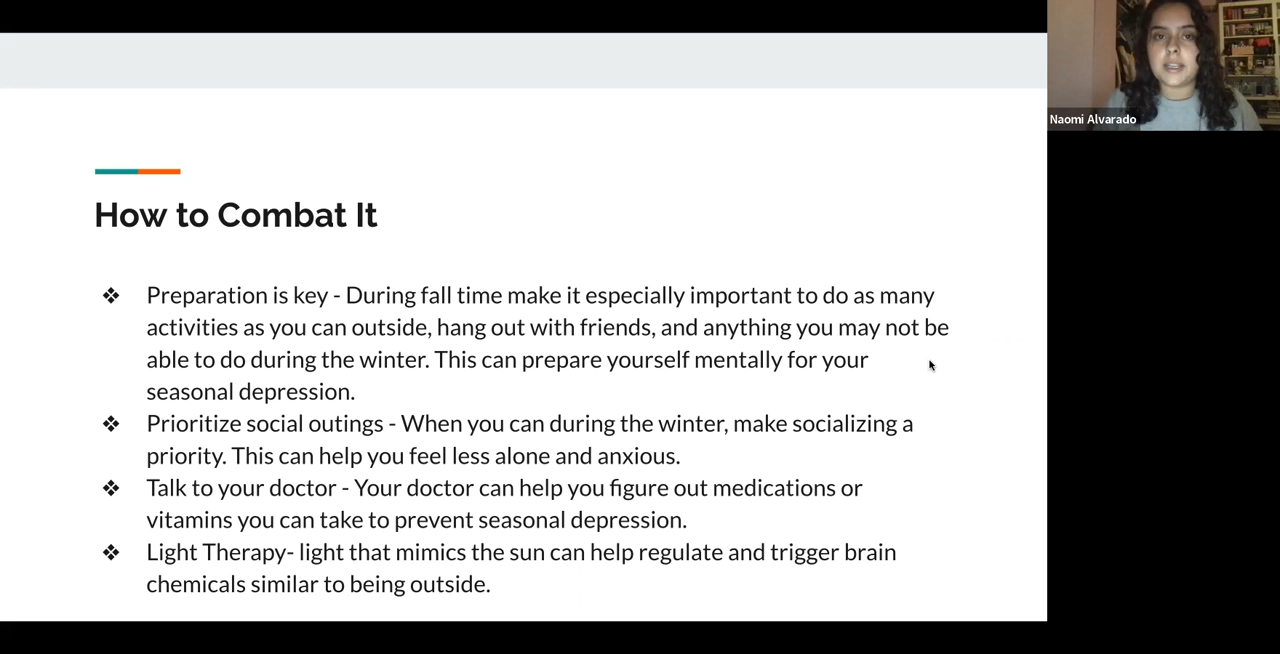 Naomi Alvarado
How to Combat It
❖ Preparation is key - During fall time make it especially important to do as many
activities as you can outside, hang out with friends, and anything you may not be
able to do during the winter. This can prepare yourself mentally for your
seasonal depression.
❖ Prioritize social outings - When you can during the winter, make socializing a
priority. This can help you feel less alone and anxious.
❖ Talk to your doctor - Your doctor can help you figure out medications or
vitamins you can take to prevent seasonal depression.
❖ Light Therapy- light that mimics the sun can help regulate and trigger brain
chemicals similar to being outside.